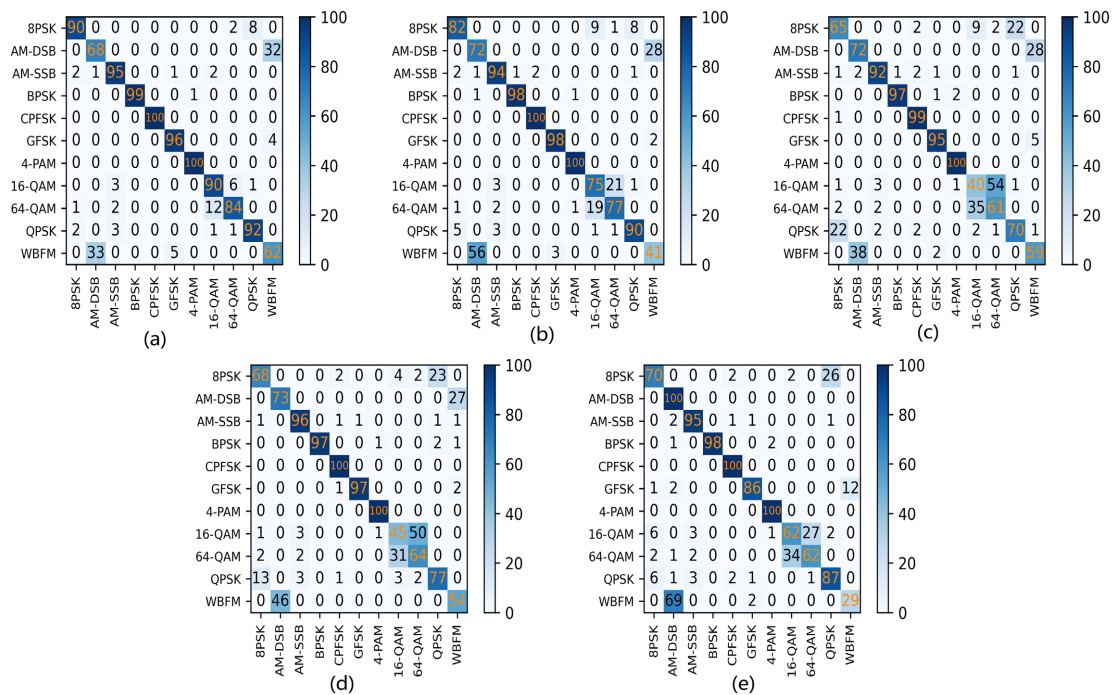 8PSK 90 0 0 0 0 0 0 0 2 8 0
AM-DSB 0 68 0 0 0 0 0 0 0 0 32
AM-SSB 2 1 95 0 0 1 0 2 0 0 0
BPSK 0 0 0 99 0 0 1 0 0 0 0
CPFSK 0 0 0 0 100 0 0 0 0 0 0
GFSK 0 0 0 0 0 96 0 0 0 0 4
4-PAM 0 0 0 0 0 0 100 0 0 0 0
16-QAM 0 0 3 0 0 0 0 90 6 1 0
64-QAM 1 0 2 0 0 0 0 12 84 0 0
QPSK 2 0 3 0 0 0 0 1 1 92 0
WBFM 0 33 0 0 0 5 0 0 0 0 62
8PSK AM-DSB AM-SSB BPSK CPFSK GFSK 4-PAM 16-QAM 64-QAM QPSK WBFM
100
80
60
40
20
0
(a)
8PSK 82 0 0 0 0 0 0 9 1 8 0
AM-DSB 0 72 0 0 0 0 0 0 0 0 28
AM-SSB 2 1 94 1 2 0 0 0 0 1 0
BPSK 0 1 0 98 0 0 1 0 0 0 0
CPFSK 0 0 0 0 100 0 0 0 0 0 0
GFSK 0 0 0 0 0 98 0 0 0 0 2
4-PAM 0 0 0 0 0 0 100 0 0 0 0
16-QAM 0 0 3 0 0 0 0 75 21 1 0
64-QAM 1 0 2 0 0 0 1 19 77 0 0
QPSK 5 0 3 0 0 0 0 1 1 90 0
WBFM 0 56 0 0 0 3 0 0 0 0 41
8PSK AM-DSB AM-SSB BPSK CPFSK GFSK 4-PAM 16-QAM 64-QAM QPSK WBFM
100
80
60
40
20
0
(b)
8PSK 65 0 0 0 2 0 0 9 2 22 0
AM-DSB 0 72 0 0 0 0 0 0 0 0 28
AM-SSB 1 2 92 1 2 1 0 0 0 1 0
BPSK 0 0 0 97 0 1 2 0 0 0 0
CPFSK 1 0 0 0 99 0 0 0 0 0 0
GFSK 0 0 0 0 0 95 0 0 0 0 5
4-PAM 0 0 0 0 0 0 100 0 0 0 0
16-QAM 1 0 3 0 0 0 1 40 54 1 0
64-QAM 2 0 2 0 0 0 0 35 61 0 0
QPSK 22 0 3 0 0 0 0 2 1 70 1
WBFM 0 38 0 0 0 2 0 0 0 0 59
8PSK AM-DSB AM-SSB BPSK CPFSK GFSK 4-PAM 16-QAM 64-QAM QPSK WBFM
100
80
60
40
20
0
(c)
8PSK 68 0 0 0 2 0 0 4 2 23 0
AM-DSB 0 73 0 0 0 0 0 0 0 0 27
AM-SSB 1 0 96 0 1 1 0 0 0 1 1
BPSK 0 0 0 97 0 0 1 0 0 2 1
CPFSK 0 0 0 0 100 0 0 0 0 0 0
GFSK 0 0 0 0 1 97 0 0 0 0 2
4-PAM 0 0 0 0 0 0 100 0 0 0 0
16-QAM 1 0 3 0 0 0 1 45 50 0 0
64-QAM 2 0 2 0 0 0 0 31 64 0 0
QPSK 13 0 3 0 1 0 0 3 2 77 0
WBFM 0 46 0 0 0 0 0 0 0 0 54
8PSK AM-DSB AM-SSB BPSK CPFSK GFSK 4-PAM 16-QAM 64-QAM QPSK WBFM
100
80
60
40
20
0
(d)
8PSK 70 0 0 0 2 0 0 2 0 26 0
AM-DSB 0 100 0 0 0 0 0 0 0 0 0
AM-SSB 0 2 95 0 1 1 0 0 0 1 0
BPSK 0 1 0 98 0 0 2 0 0 0 0
CPFSK 0 0 0 0 100 0 0 0 0 0 0
GFSK 1 2 0 0 0 86 0 0 0 0 12
4-PAM 0 0 0 0 0 0 100 0 0 0 0
16-QAM 6 0 3 0 0 0 1 62 27 2 0
64-QAM 2 1 2 0 0 0 0 34 62 0 0
QPSK 6 1 3 0 2 1 0 0 1 87 0
WBFM 0 69 0 0 0 2 0 0 0 0 29
8PSK AM-DSB AM-SSB BPSK CPFSK GFSK 4-PAM 16-QAM 64-QAM QPSK WBFM
100
80
60
40
20
0
(e)